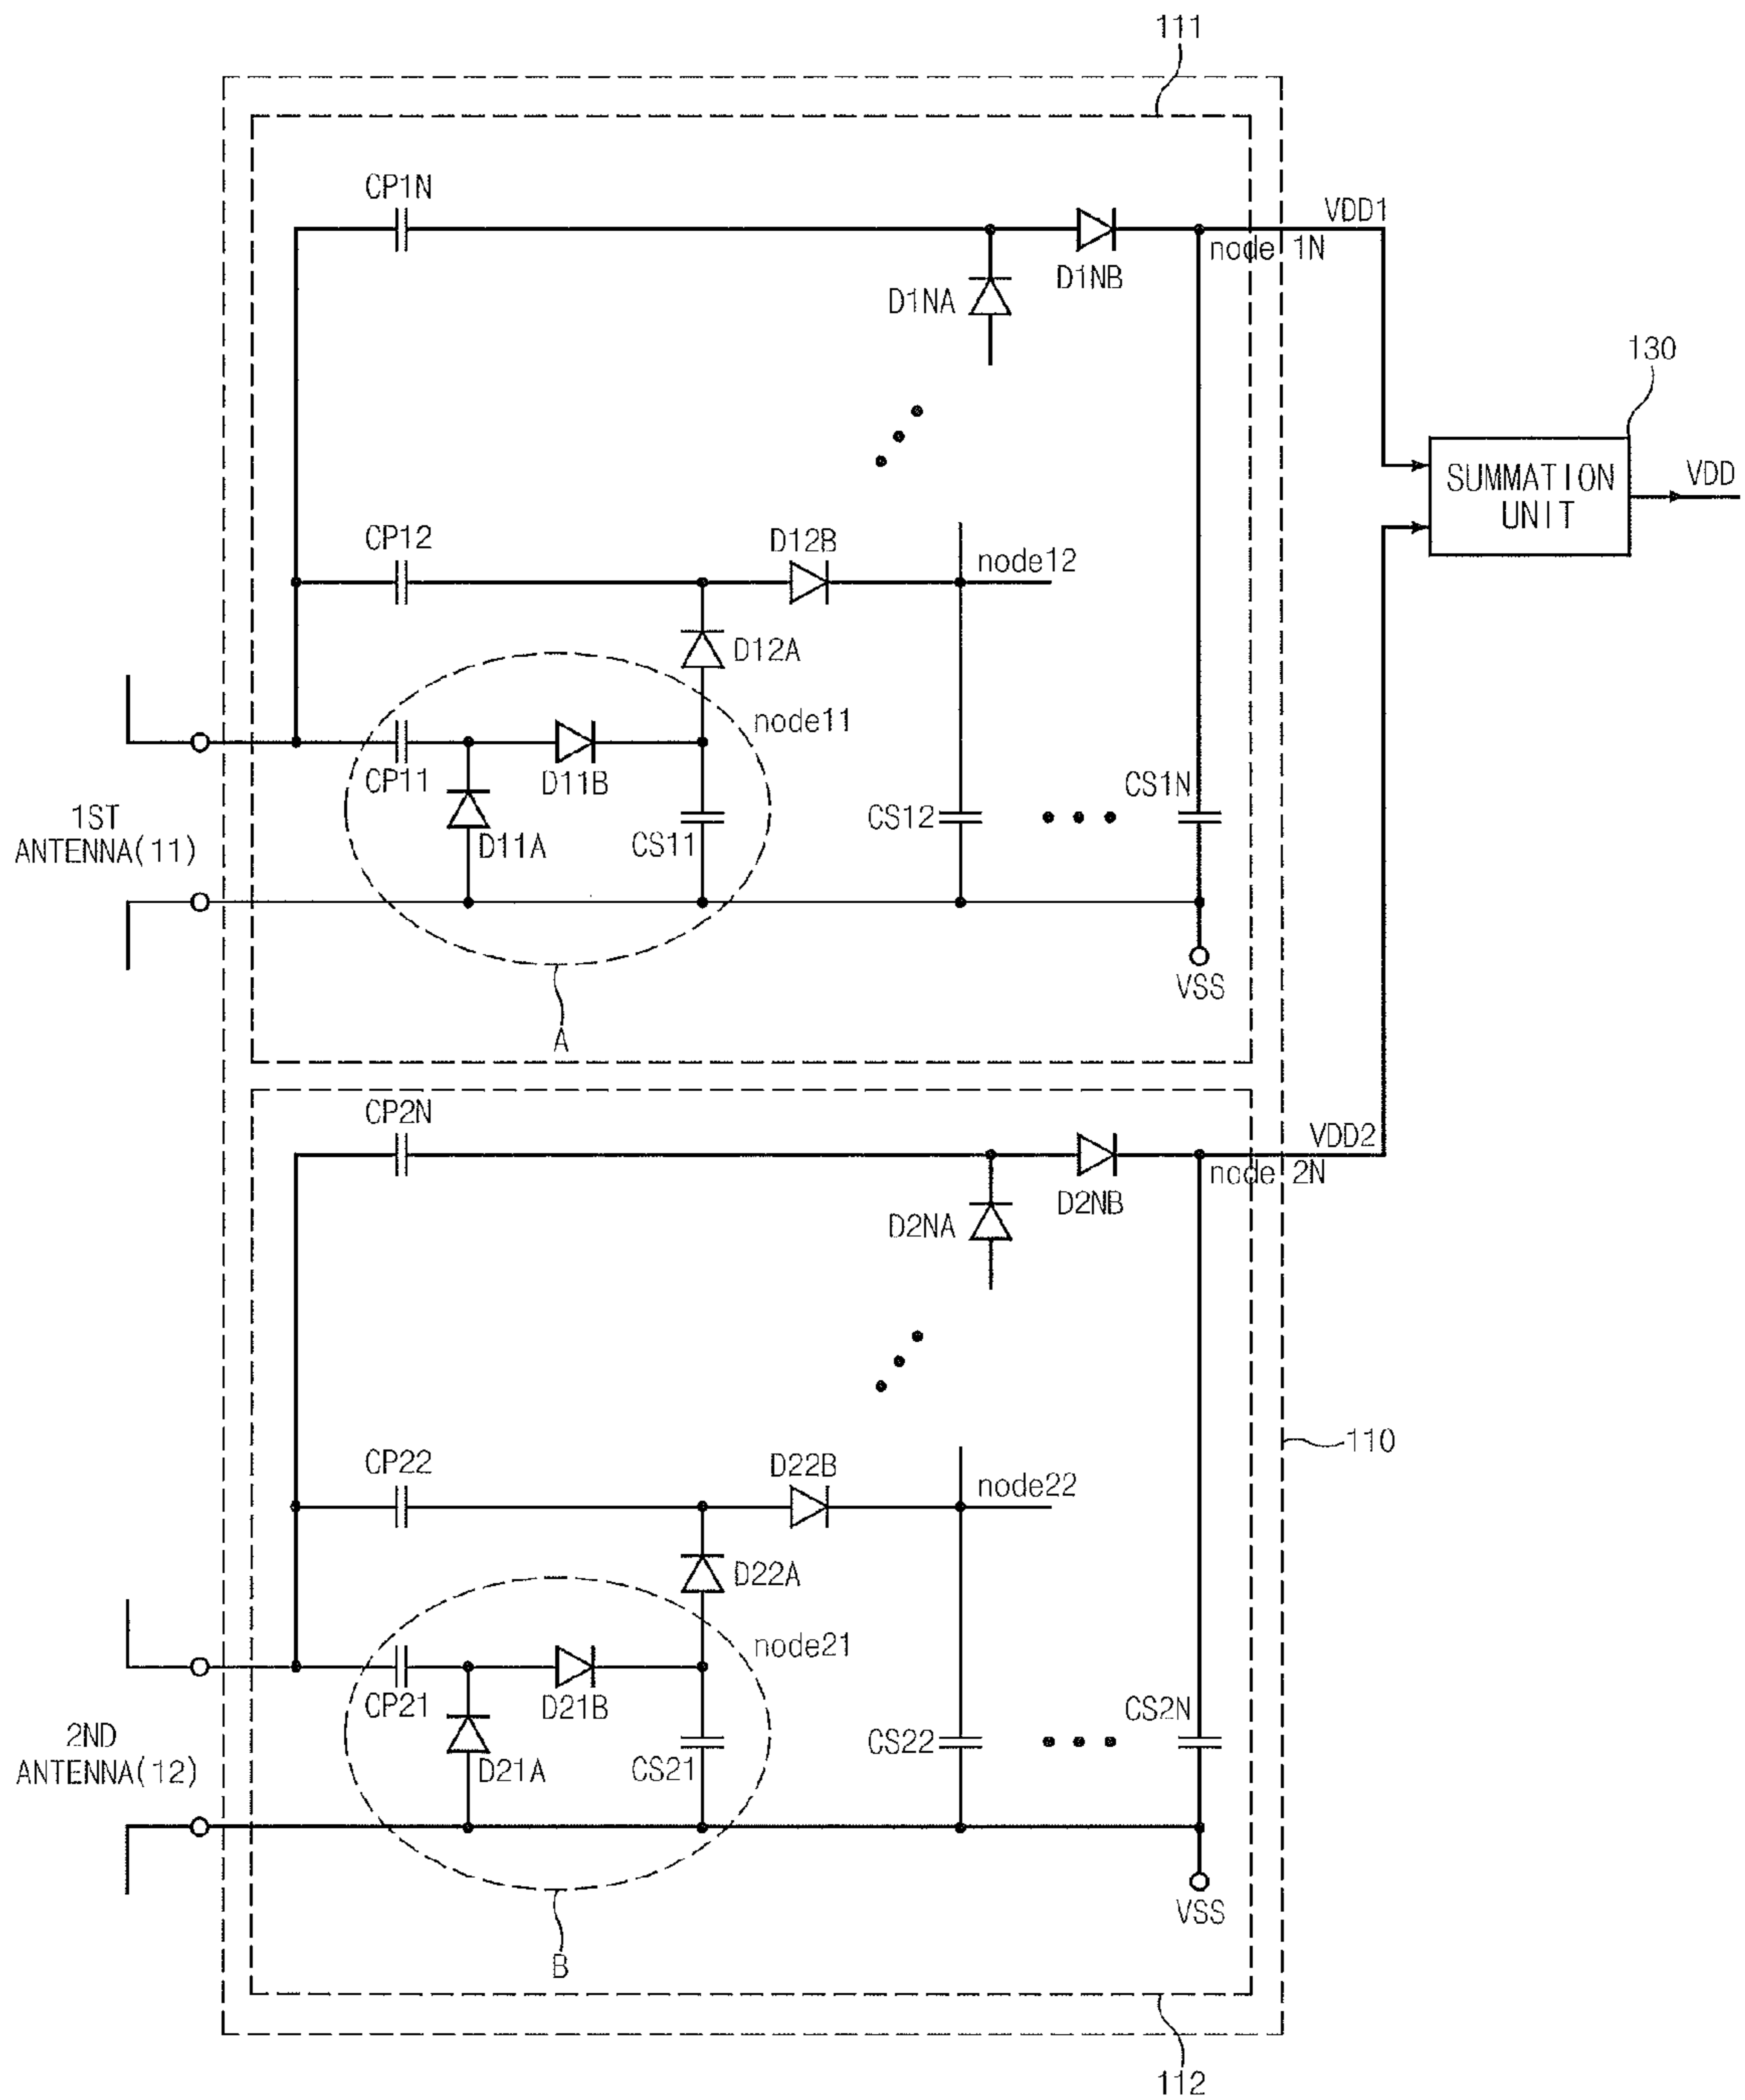 111
CP1N
VDD1
node 1N
D1NB
D1NA
130
SUMMATION
UNIT
VDD
CP12
D12B
node12
D12A
node11
CP11
D11B
D11A
CS11
CS12
CS1N
1ST
ANTENNA(11)
VSS
A
CP2N
VDD2
node 2N
D2NB
D2NA
110
CP22
D22B
node22
D22A
node21
CP21
D21B
D21A
CS21
CS22
CS2N
2ND
ANTENNA(12)
VSS
B
112